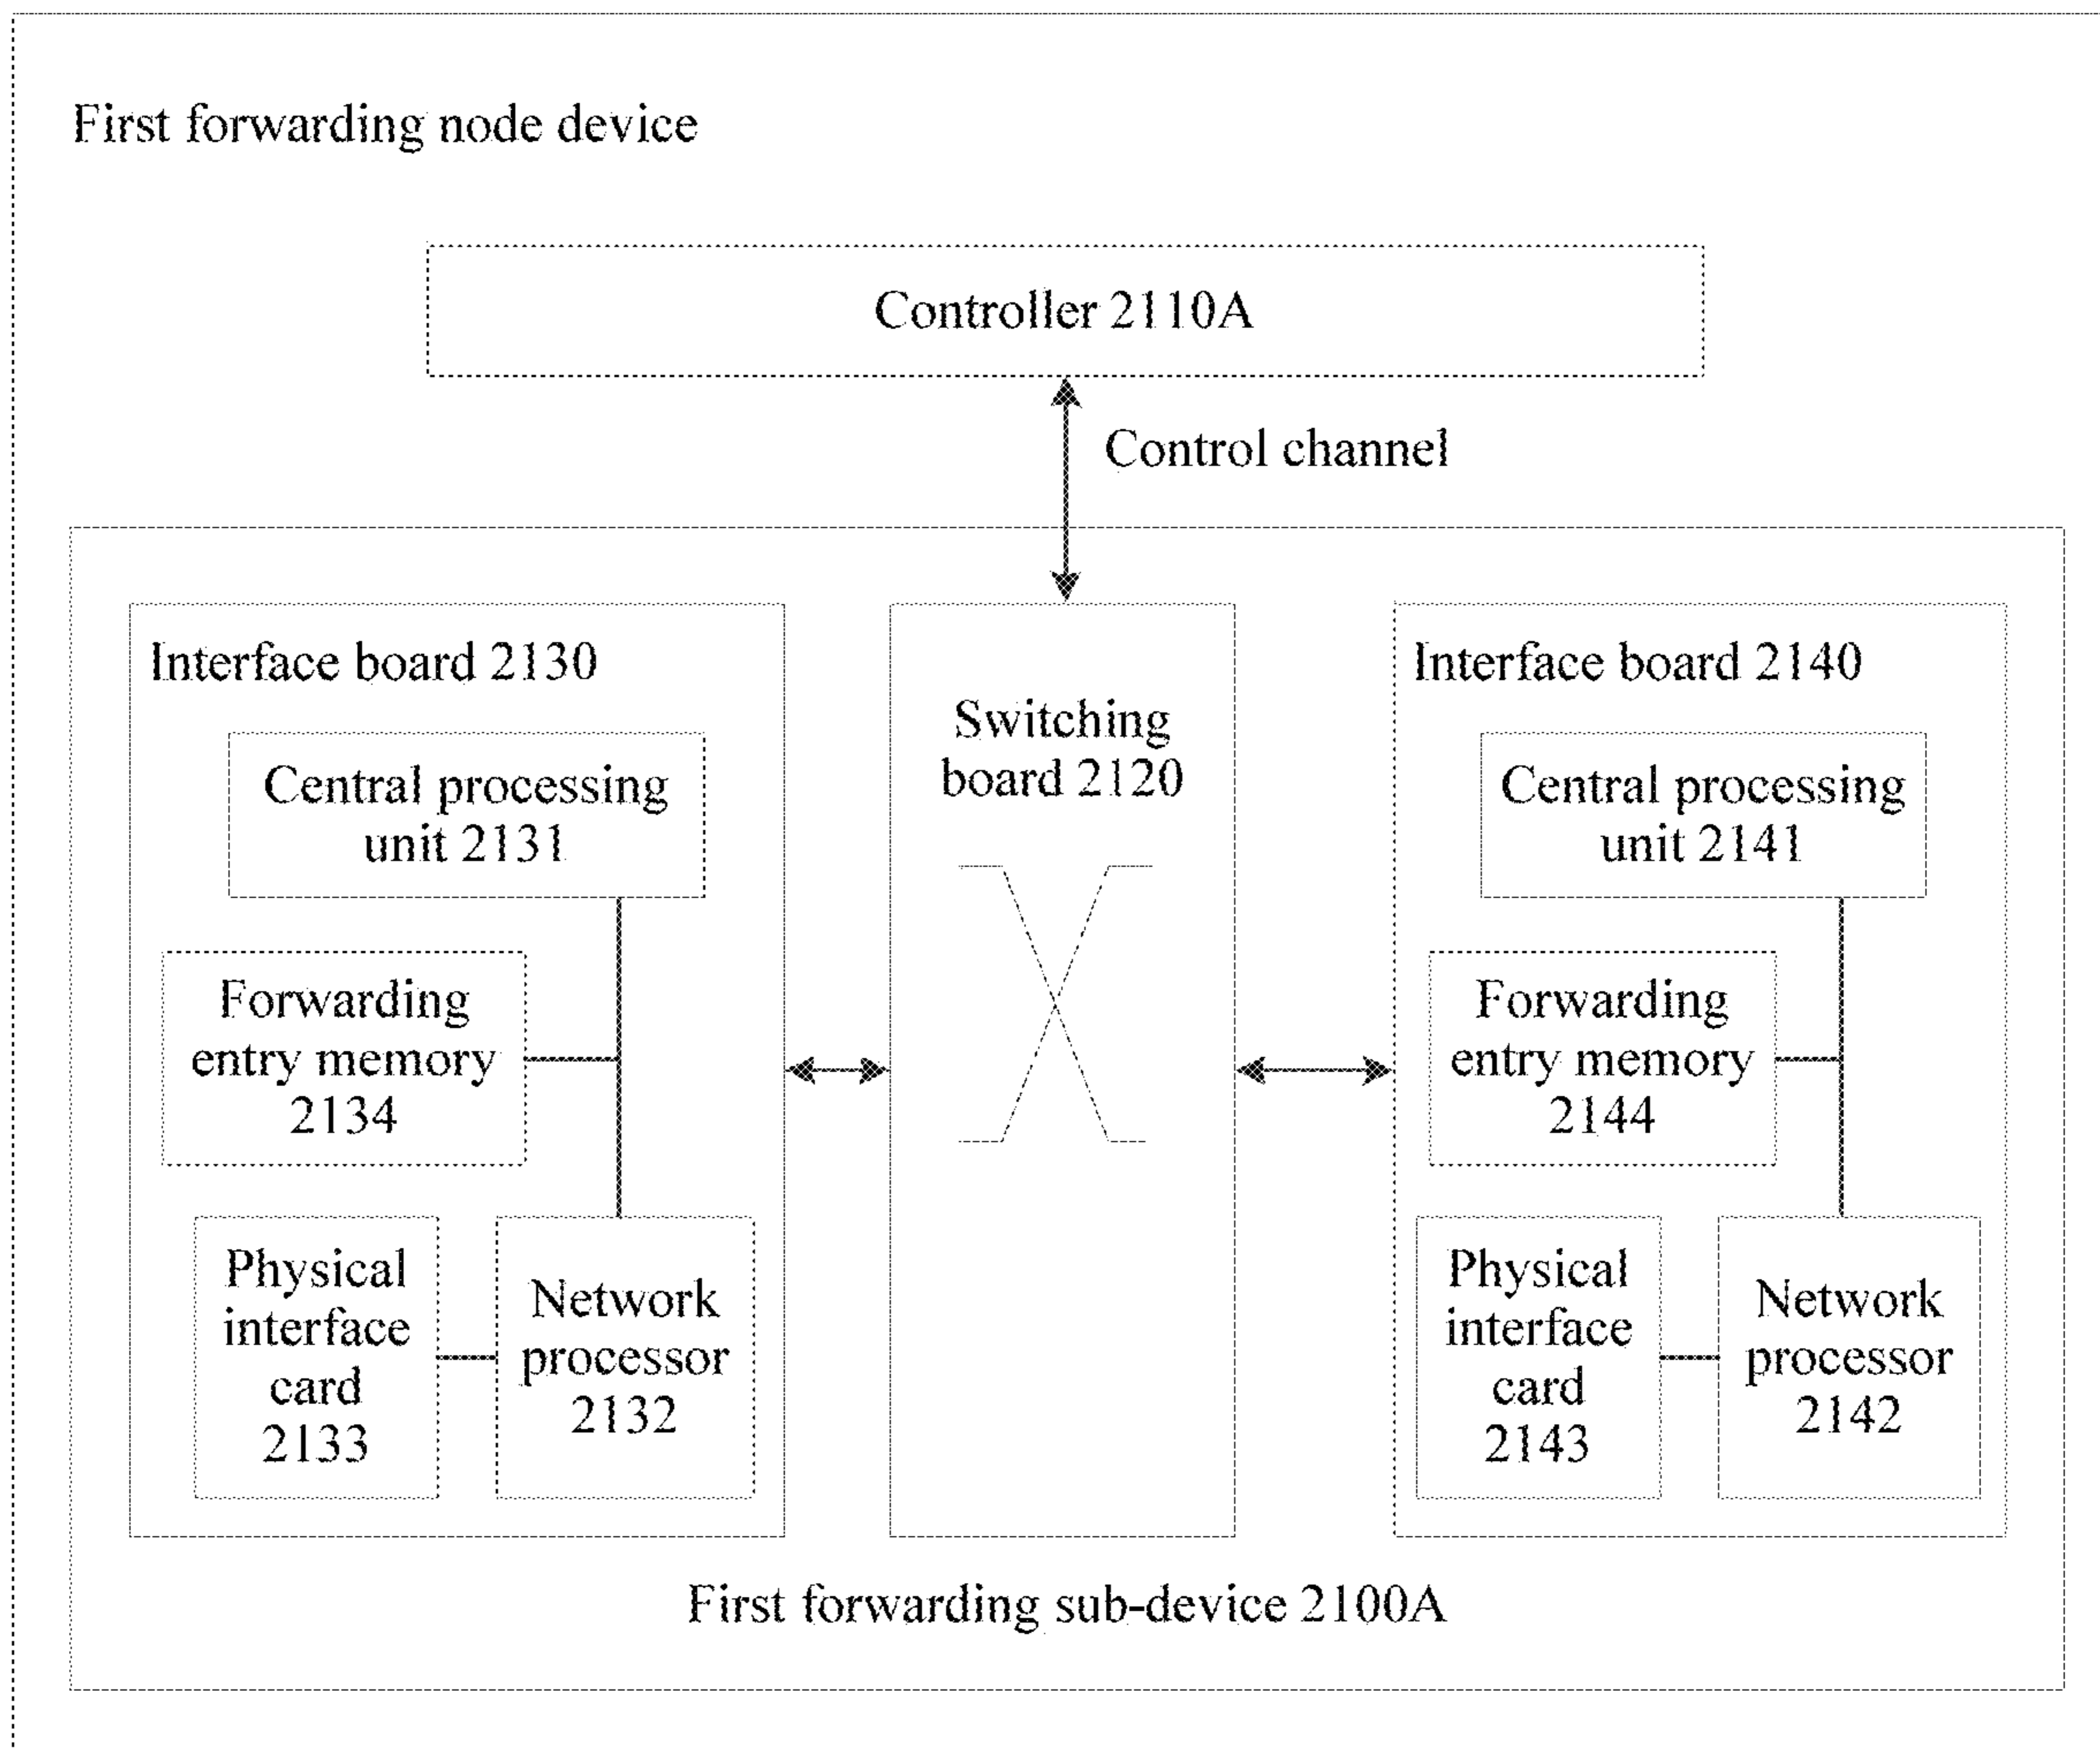 First forwarding node device
Controller 2110A
Control channel
Interface board 2130
Central processing
unit 2131
Forwarding
entry memory
2134
Physical
interface
card
2133
Network
processor
2132
Switching
board 2120
Interface board 2140
Central processing
unit 2141
Forwarding
entry memory
2144
Physical
interface
card
2143
Network
processor
2142
First forwarding sub-device 2100A